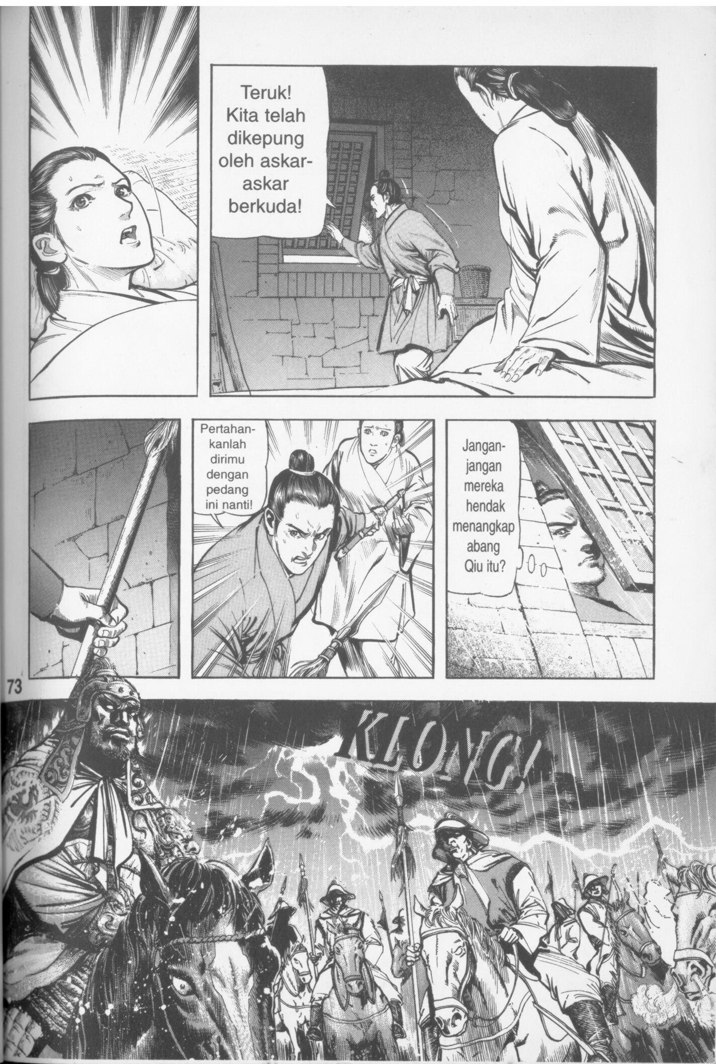 Teruk!
Kita telah
dikepung
oleh askar-
askar
berkuda!
Jangan-
jangan
mereka
hendak
menangkap
abang
Qiu itu?
Pertahan-
kanlah
dirimu
dengan
pedang
ini nanti!
KLONG!
73